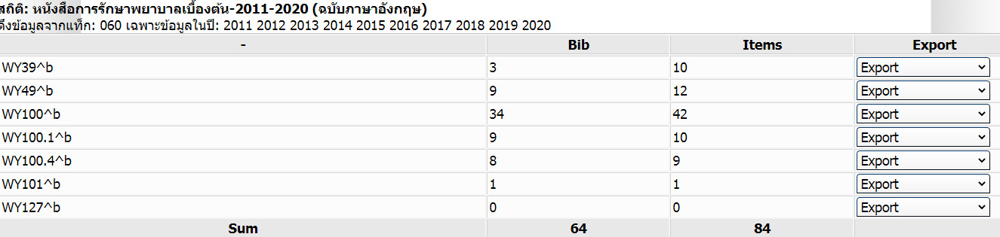 สถิติ: หนังสือการรักษาพยาบาลเบื้องต้น-2011-2020 (ฉบับภาษาอังกฤษ)
ดึงข้อมูลจากแท็ก: 060 เฉพาะข้อมูลในปี: 2011 2012 2013 2014 2015 2016 2017 2018 2019 2020
- Bib Items Export
WY39^b 3 10 Export
WY49^b 9 12 Export
WY100^b 34 42 Export
WY100.1^b 9 10 Export
WY100.4^b 8 9 Export
WY101^b 1 1 Export
WY127^b 0 0 Export
Sum 64 84